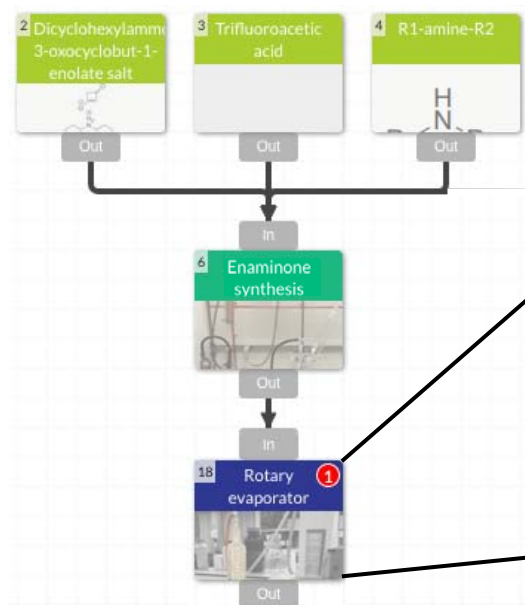 2 Dicyclohexylamm
3-oxocyclobut-1-
enolate salt
Out
3 Trifluoroacetic
acid
Out
4 R1-amine-R2
H
N
Out
In
6 Enaminone
synthesis
Out
In
18 Rotary 1
evaporator
Out